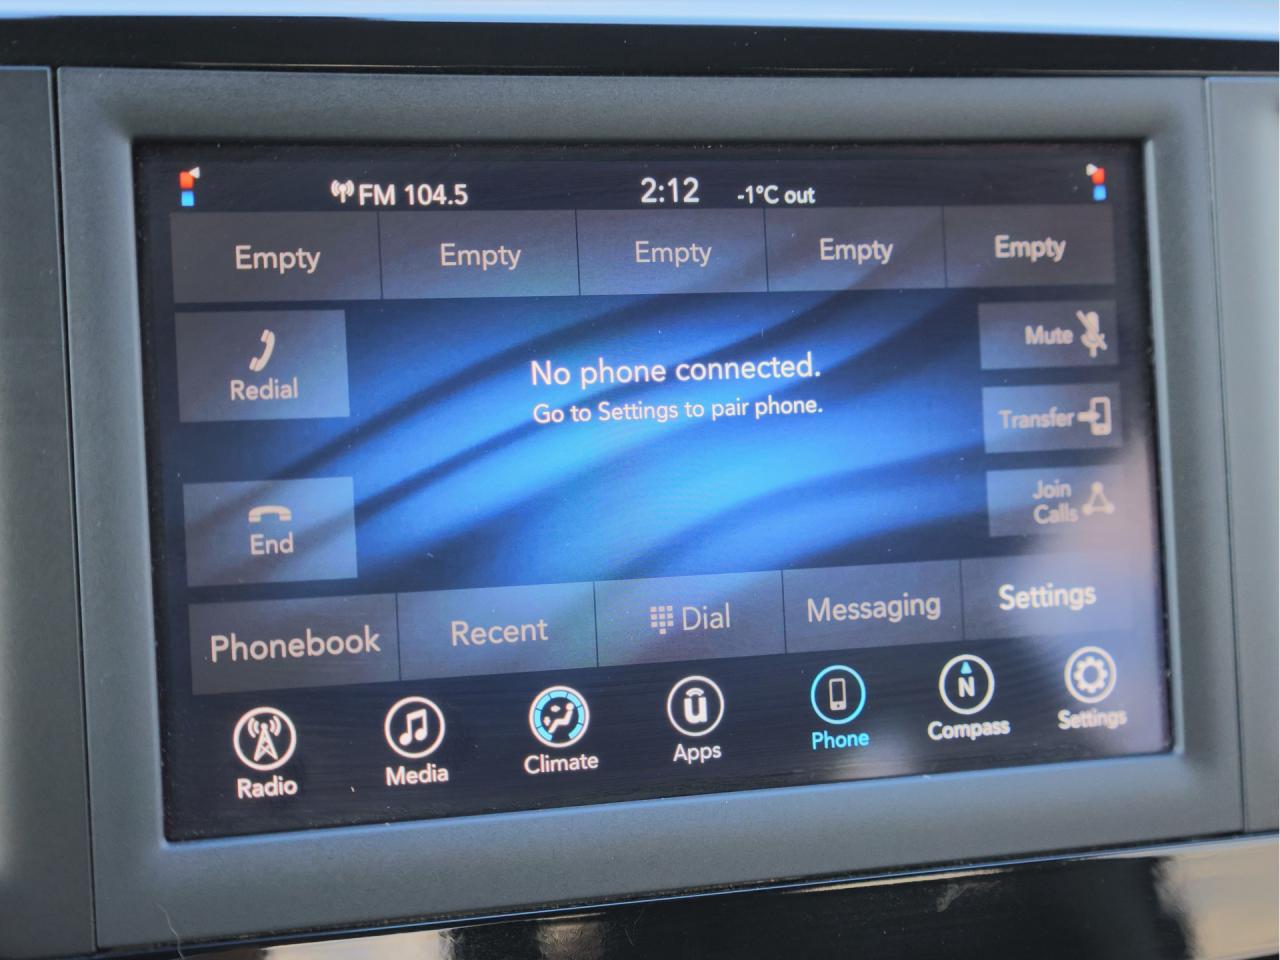 FM 104.5 2:12 -1°C out
Empty Empty Empty Empty Empty
Redial
No phone connected.
Go to Settings to pair phone.
Mute
Transfer
Join
Calls
End
Phonebook Recent Dial Messaging Settings
Radio Media Climate Apps Phone Compass Settings
N